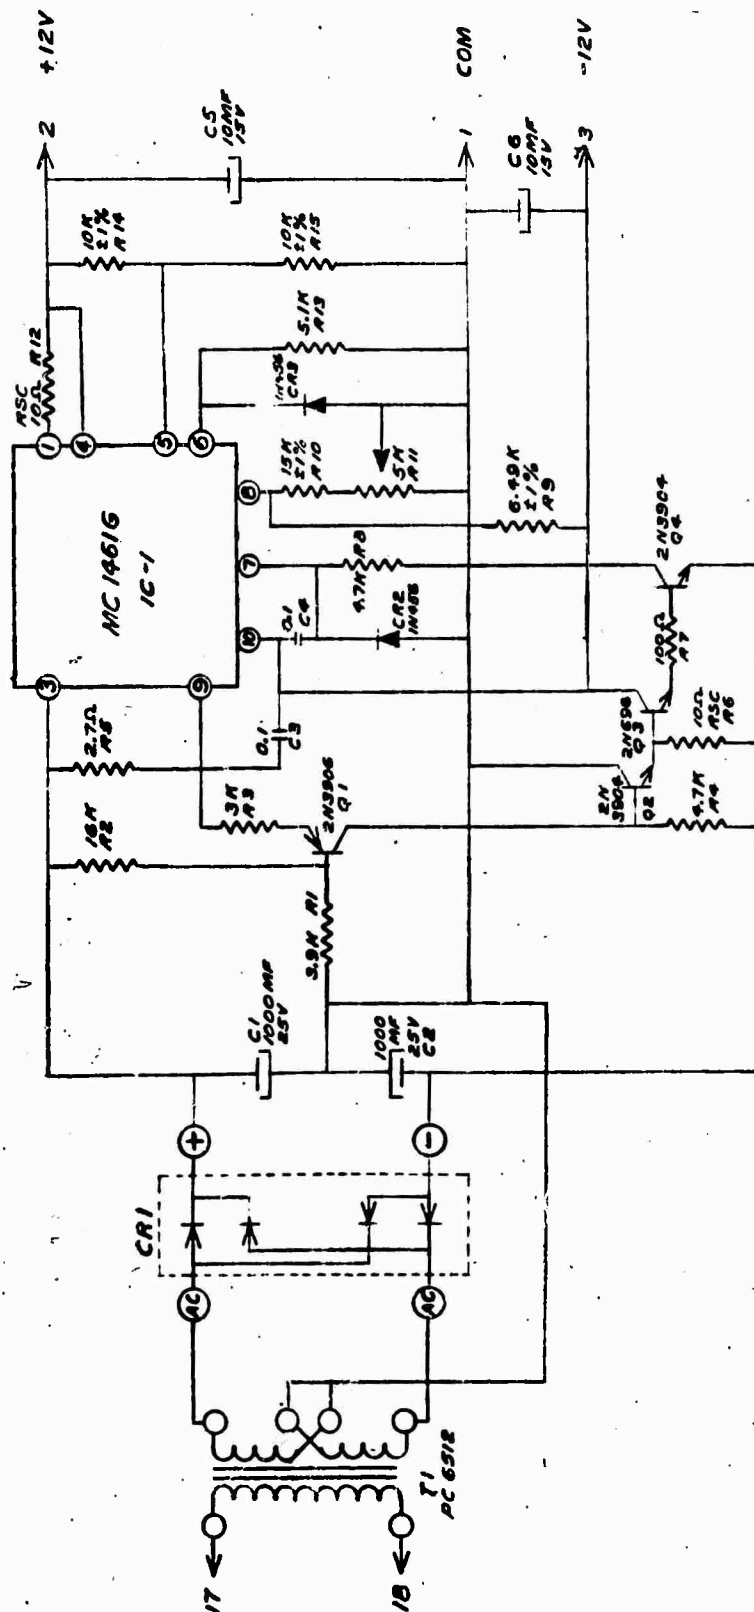 17
18
T1
PC 6512
AC
AC
CR1
+
−
C1
1000MF
25V
1000
MF
25V
C2
3.9K R1
16K
R2
2.7Ω
R5
3K
R3
2N3906
Q1
0.1
C3
3
9
10
7
8
1
4
5
6
MC 1461G
IC-1
0.1
C4
CR2
4.7K R8
15K
±1%
R10
5K
R11
CR3
5.1K
R13
RSC
10Ω R12
10K
±1%
R14
10K
±1%
R15
C5
10MF
15V
C6
10MF
15V
6.49K
±1%
R9
2N
3904
Q2
4.7K
R4
2N696
Q3
10Ω
RSC
R6
100Ω
R7
2N3904
Q4
2 +12V
1 COM
3 -12V